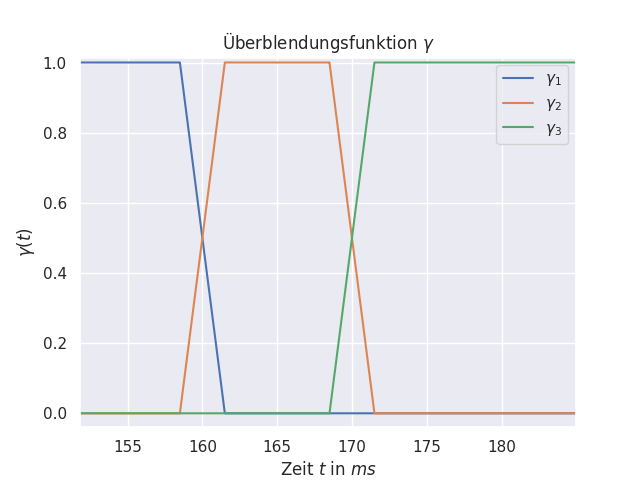 Überblendungsfunktion γ
1.0
0.8
0.6
0.4
0.2
0.0
γ(t)
155 160 165 170 175 180
Zeit t in ms
γ₁
γ₂
γ₃